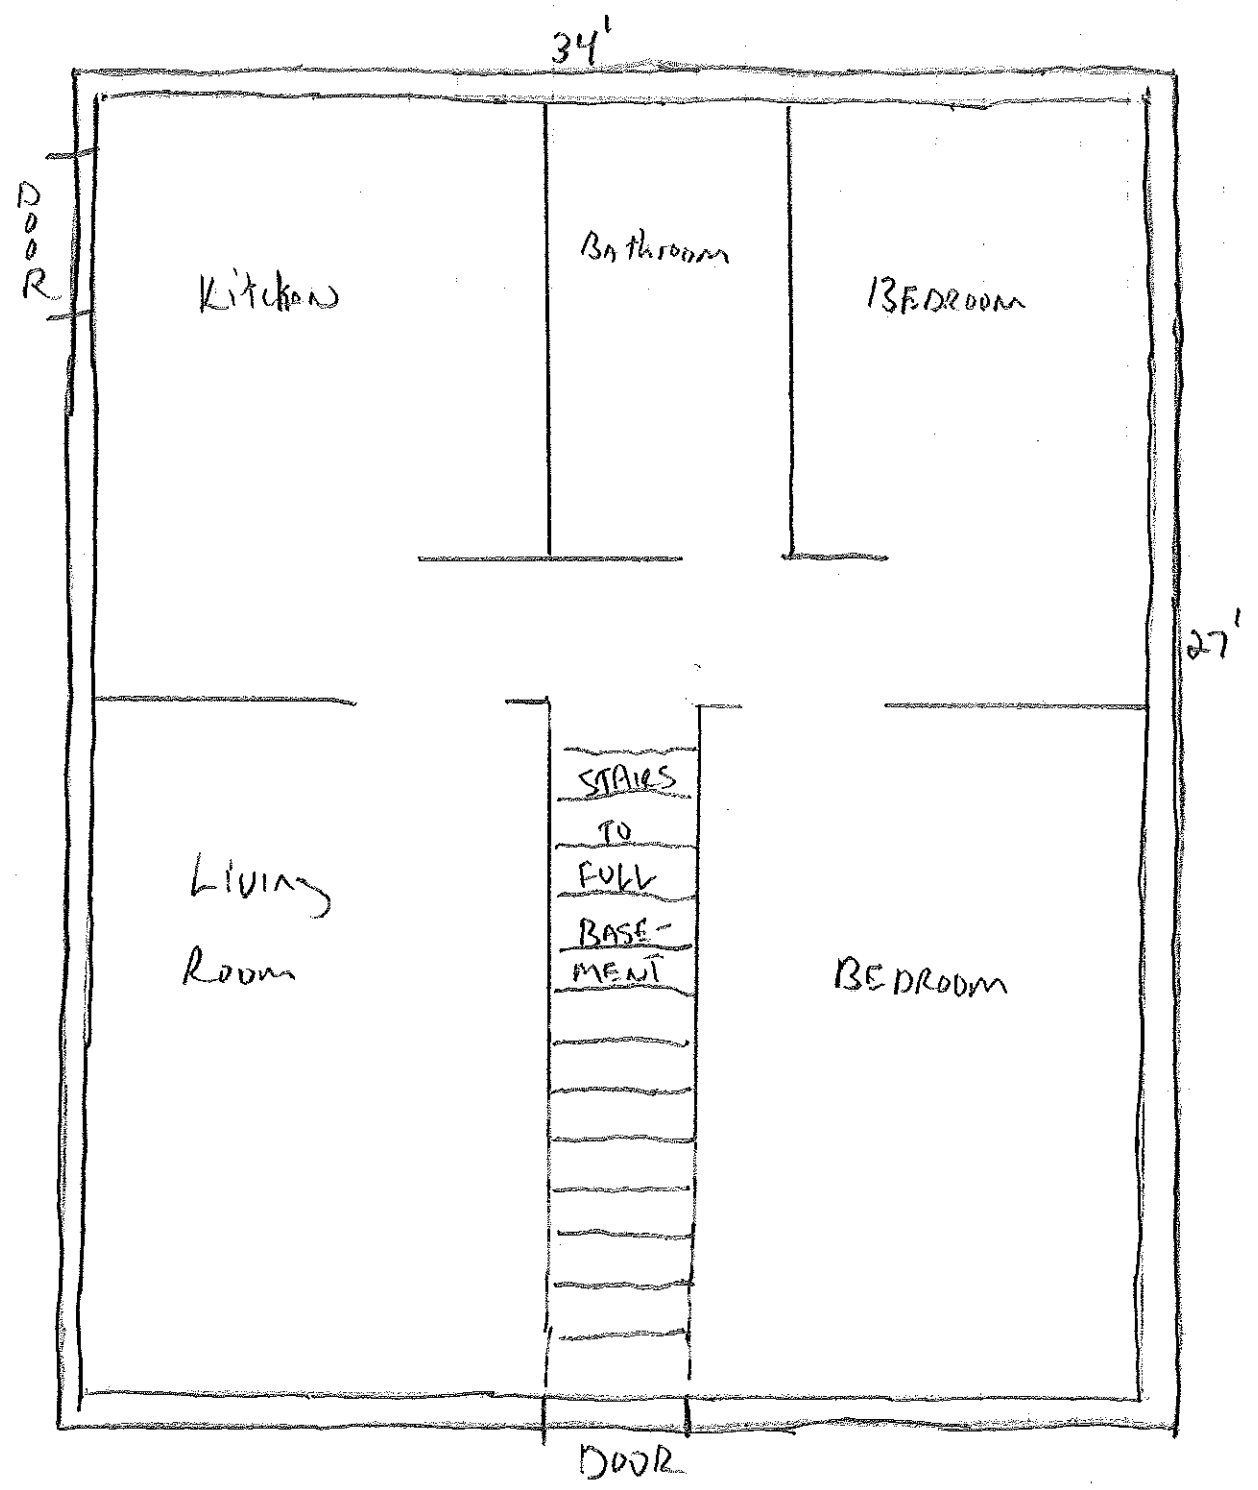 34'
DOOR
Kitchen
Bathroom
BEDROOM
27'
STAIRS
TO
FULL
BASE-
MENT
Living
Room
BEDROOM
DOOR